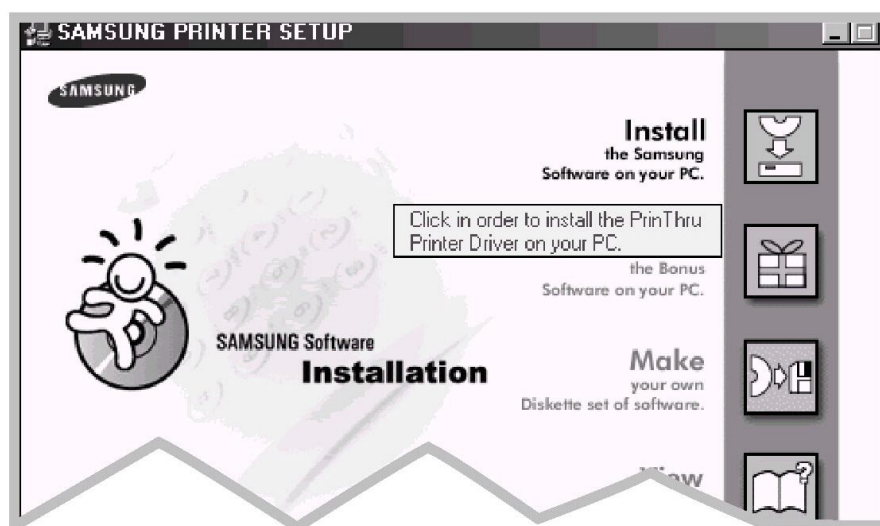 SAMSUNG PRINTER SETUP
SAMSUNG
Install
the Samsung
Software on your PC.
Click in order to install the PrinThru
Printer Driver on your PC.
the Bonus
Software on your PC.
SAMSUNG Software
Installation
Make
your own
Diskette set of software.
View